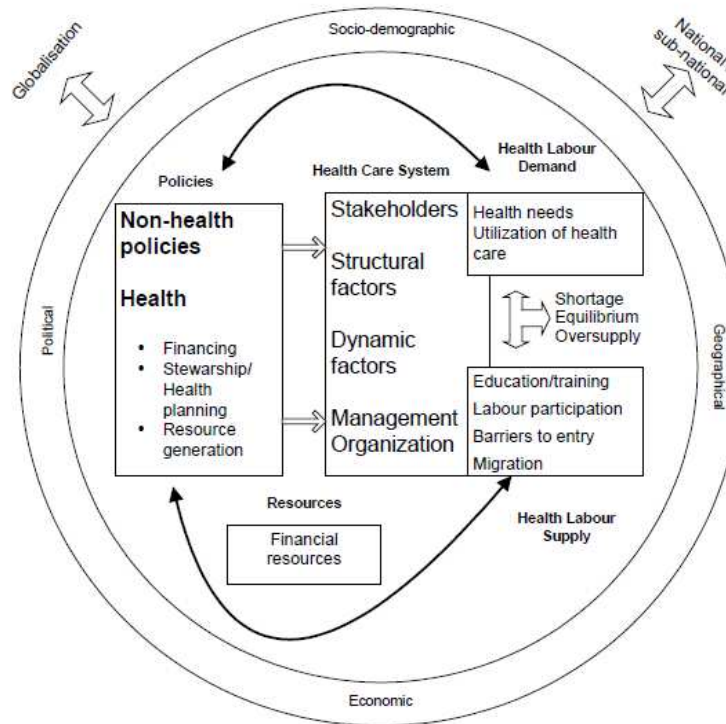 Socio-demographic
Globalisation
National,
sub-national
Health Labour
Demand
Policies
Health Care System
Non-health
policies
Health
• Financing
• Stewarship/
Health
planning
• Resource
generation
Stakeholders
Structural
factors
Dynamic
factors
Management
Organization
Health needs
Utilization of health
care
Shortage
Equilibrium
Oversupply
Education/training
Labour participation
Barriers to entry
Migration
Political
Geographical
Resources
Financial
resources
Health Labour
Supply
Economic